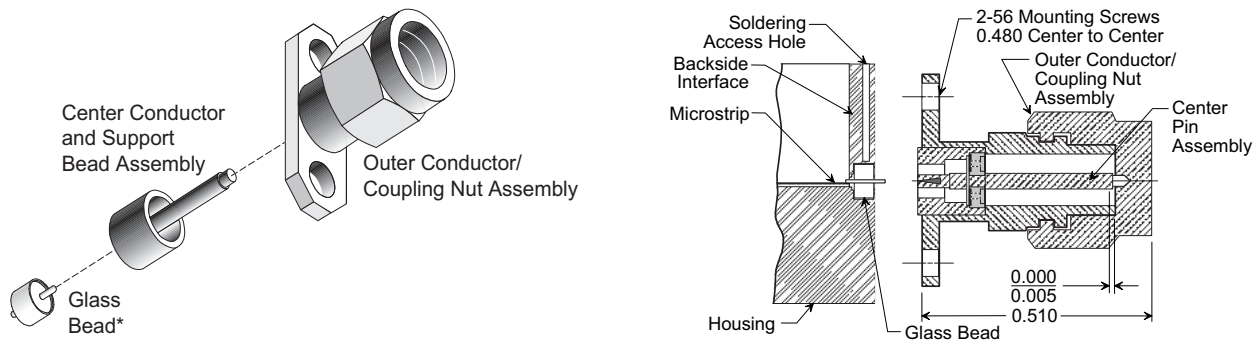 Center Conductor
and Support
Bead Assembly
Outer Conductor/
Coupling Nut Assembly
Glass
Bead*
Soldering
Access Hole
Backside
Interface
Microstrip
Housing
Glass Bead
2-56 Mounting Screws
0.480 Center to Center
Outer Conductor/
Coupling Nut
Assembly
Center
Pin
Assembly
0.000
0.005
0.510